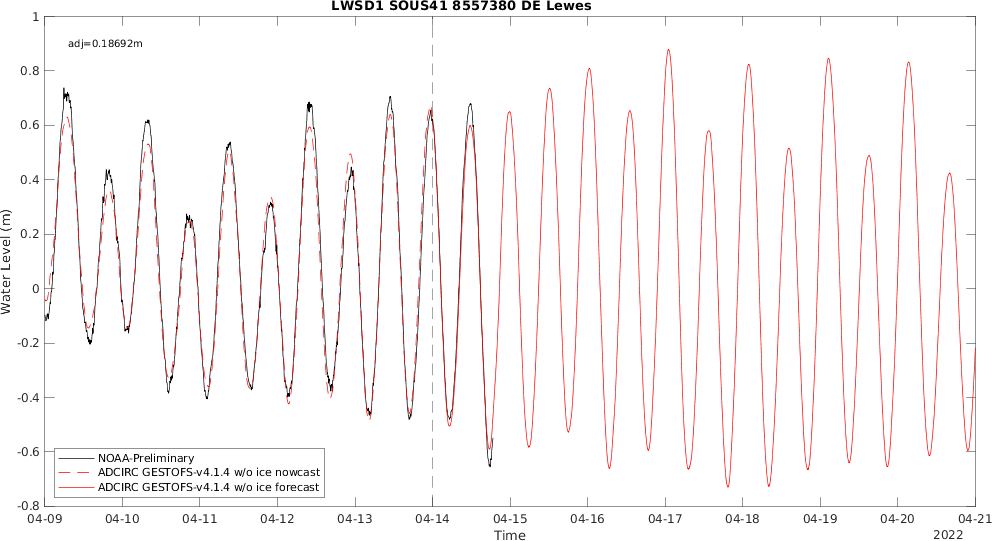 LWSD1 SOUS41 8557380 DE Lewes
adj=0.18692m
Water Level (m)
1
0.8
0.6
0.4
0.2
0
-0.2
-0.4
-0.6
-0.8
NOAA-Preliminary
ADCIRC GESTOFS-v4.1.4 w/o ice nowcast
ADCIRC GESTOFS-v4.1.4 w/o ice forecast
04-09 04-10 04-11 04-12 04-13 04-14 04-15 04-16 04-17 04-18 04-19 04-20 04-21
Time
2022